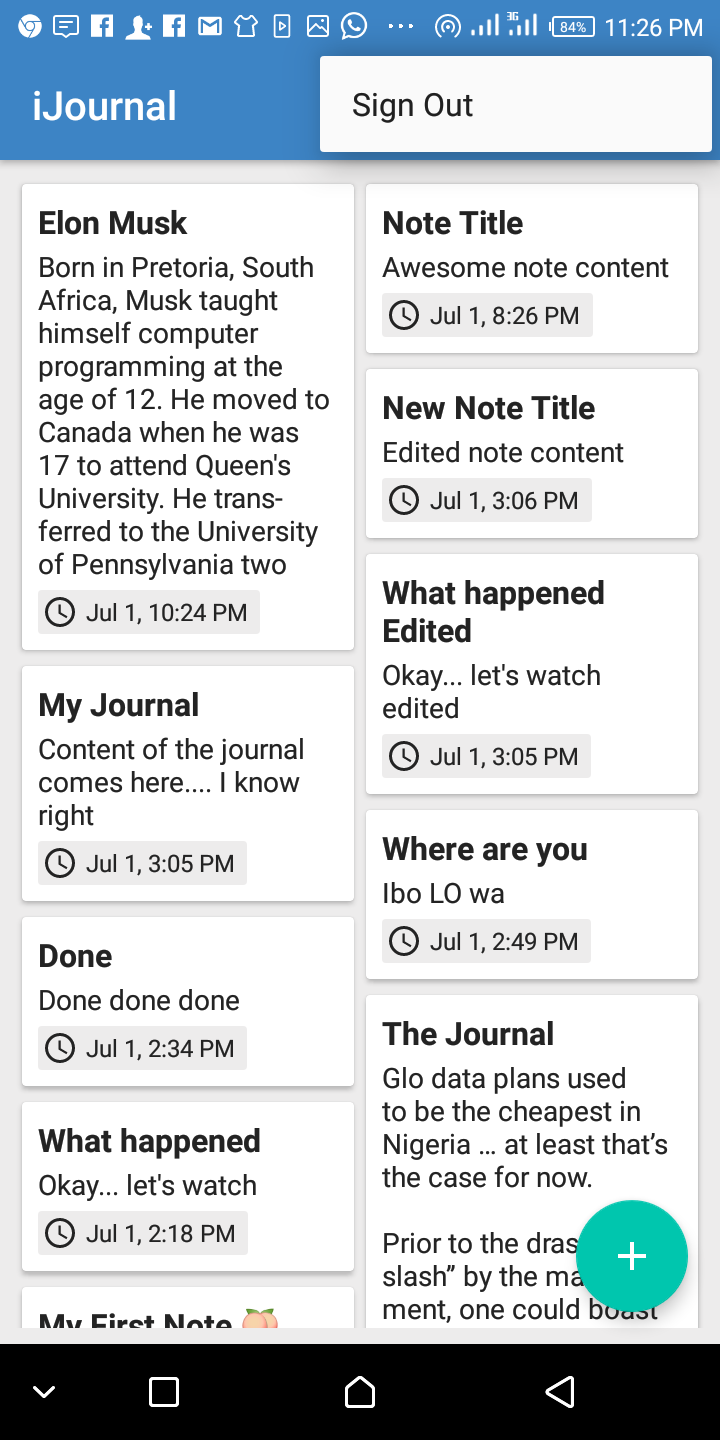 3G
84%
11:26 PM
iJournal
Sign Out
Elon Musk
Born in Pretoria, South
Africa, Musk taught
himself computer
programming at the
age of 12. He moved to
Canada when he was
17 to attend Queen's
University. He trans-
ferred to the University
of Pennsylvania two
Jul 1, 10:24 PM
My Journal
Content of the journal
comes here.... I know
right
Jul 1, 3:05 PM
Done
Done done done
Jul 1, 2:34 PM
What happened
Okay... let's watch
Jul 1, 2:18 PM
My First Note 🍑
Note Title
Awesome note content
Jul 1, 8:26 PM
New Note Title
Edited note content
Jul 1, 3:06 PM
What happened
Edited
Okay... let's watch
edited
Jul 1, 3:05 PM
Where are you
Ibo LO wa
Jul 1, 2:49 PM
The Journal
Glo data plans used
to be the cheapest in
Nigeria … at least that’s
the case for now.
Prior to the dras
slash” by the ma
ment, one could boast